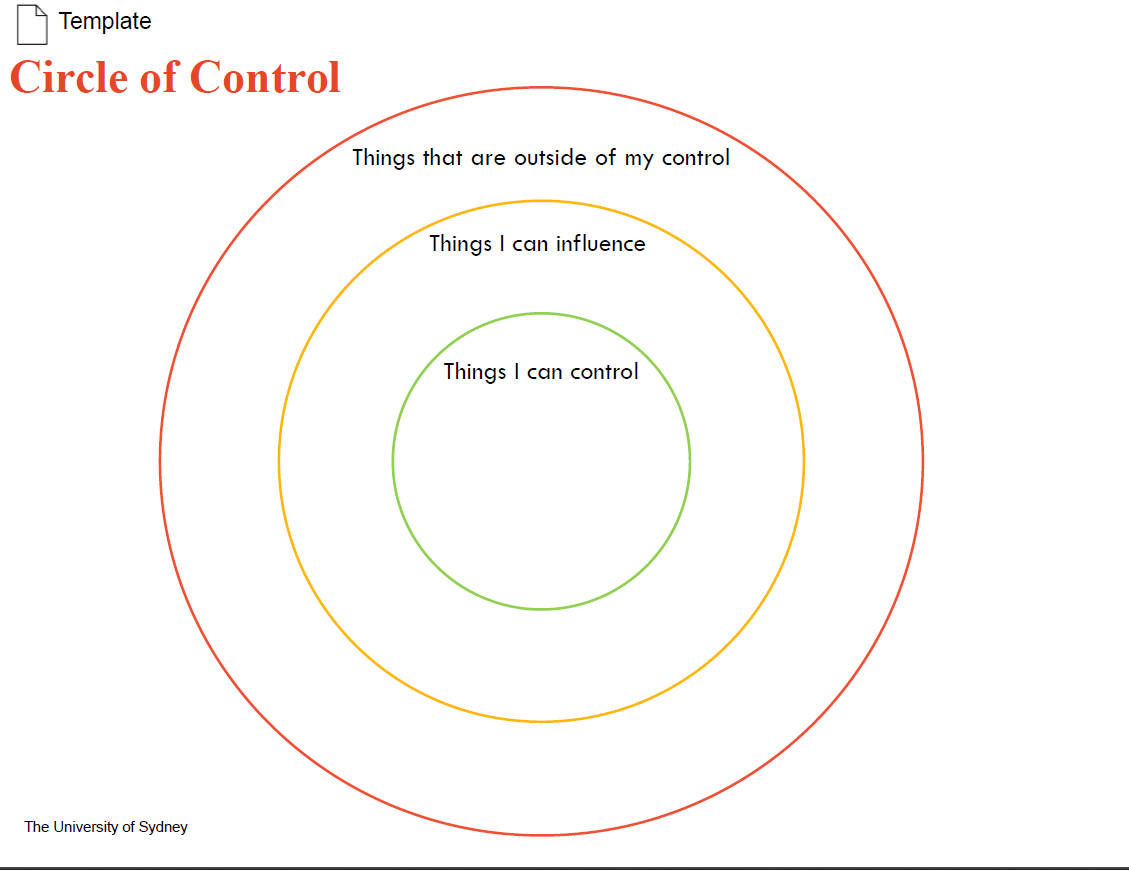 Template
Circle of Control
Things that are outside of my control
Things I can influence
Things I can control
The University of Sydney